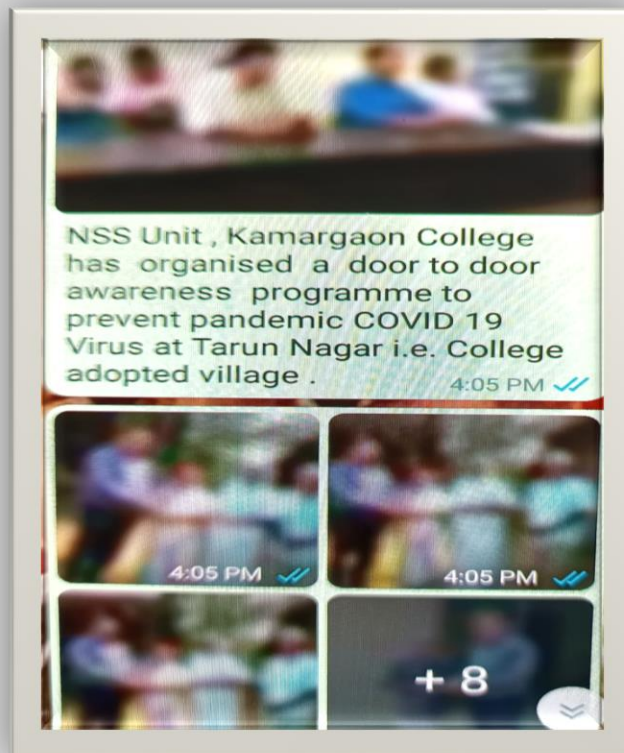 NSS Unit , Kamargaon College
has organised a door to door
awareness programme to
prevent pandemic COVID 19
Virus at Tarun Nagar i.e. College
adopted village .
4:05 PM
4:05 PM
4:05 PM
+ 8